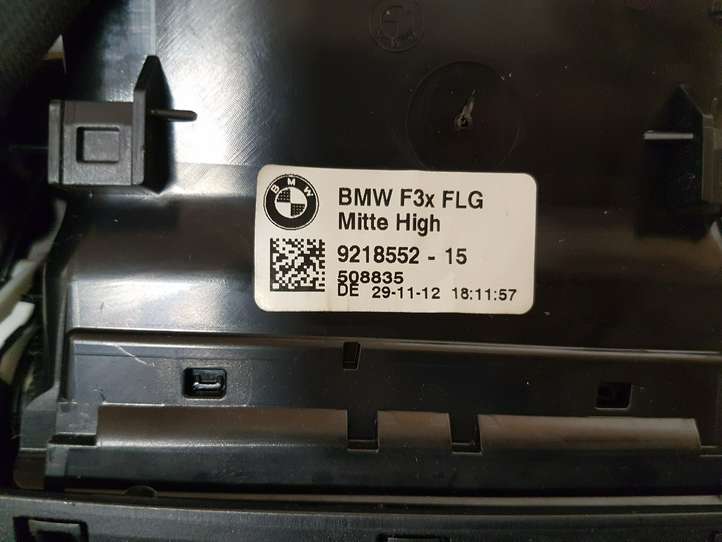 BMW
BMW F3x FLG
Mitte High
9218552 - 15
508835
DE 29-11-12 18:11:57